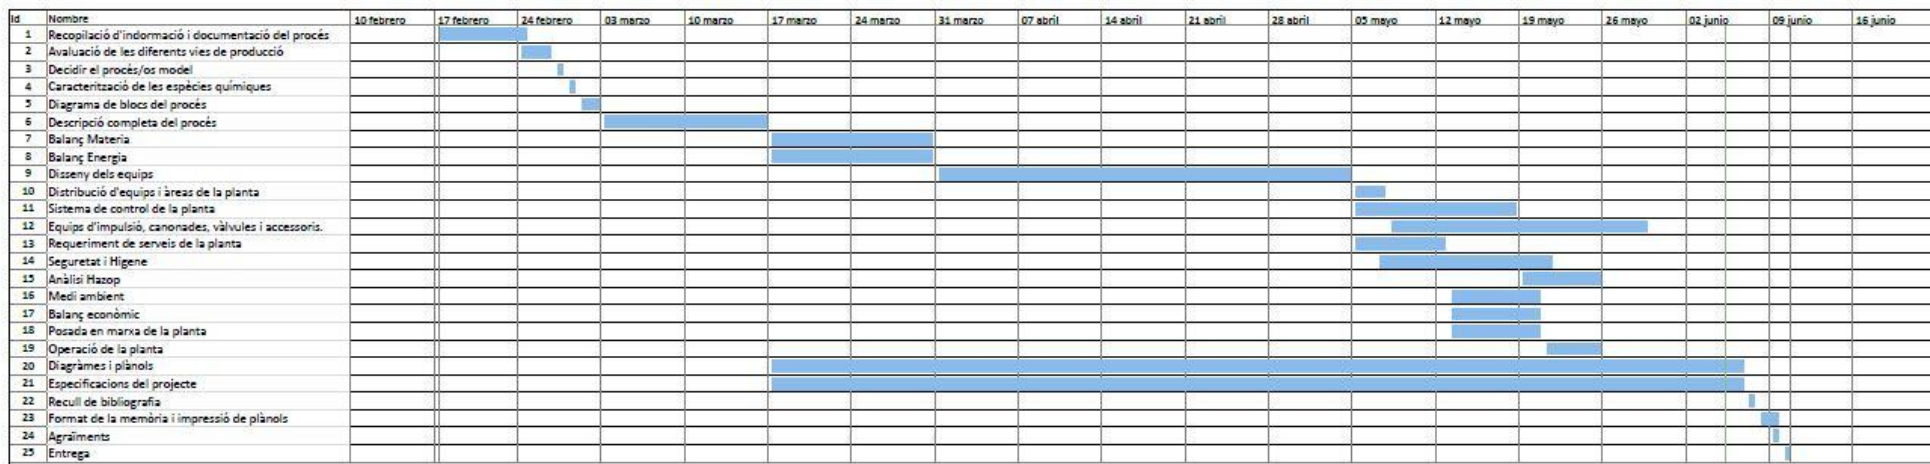 Id Nombre 10 febrero 17 febrero 24 febrero 03 marzo 10 marzo 17 marzo 24 marzo 31 marzo 07 abril 14 abril 21 abril 28 abril 05 mayo 12 mayo 19 mayo 26 mayo 02 junio 09 junio 16 junio
1 Recopilació d'indormació i documentació del procés
2 Avaluació de les diferents vies de producció
3 Decidir el procés/os model
4 Caracterització de les espècies químiques
5 Diagrama de blocs del procés
6 Descripció completa del procés
7 Balanç Materia
8 Balanç Energia
9 Disseny dels equips
10 Distribució d'equips i àreas de la planta
11 Sistema de control de la planta
12 Equips d'impulsió, canonades, vàlvules i accessoris.
13 Requeriment de serveis de la planta
14 Seguretat i Higene
15 Anàlisi Hazop
16 Medi ambient
17 Balanç econòmic
18 Posada en marxa de la planta
19 Operació de la planta
20 Diagràmes i plànols
21 Especificacions del projecte
22 Recull de bibliografia
23 Format de la memòria i impressió de plànols
24 Agraïments
25 Entrega